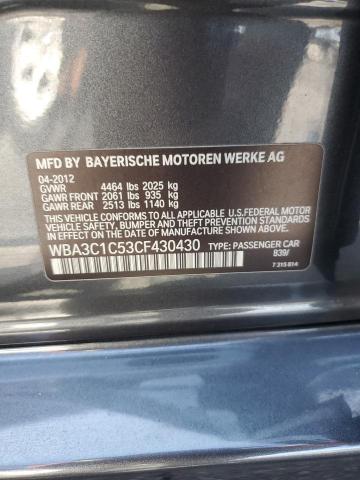 MFD BY BAYERISCHE MOTOREN WERKE AG
04-2012
GVWR 4464 lbs 2025 kg
GAWR FRONT 2061 lbs 935 kg
GAWR REAR 2513 lbs 1140 kg
THIS VEHICLE CONFORMS TO ALL APPLICABLE U.S.FEDERAL MOTOR
VEHICLE SAFETY, BUMPER AND THEFT PREVENTION STANDARDS
IN EFFECT ON THE DATE OF MANUFACTURE SHOWN ABOVE.
WBA3C1C53CF430430 TYPE: PASSENGER CAR
B39/
7 315 814